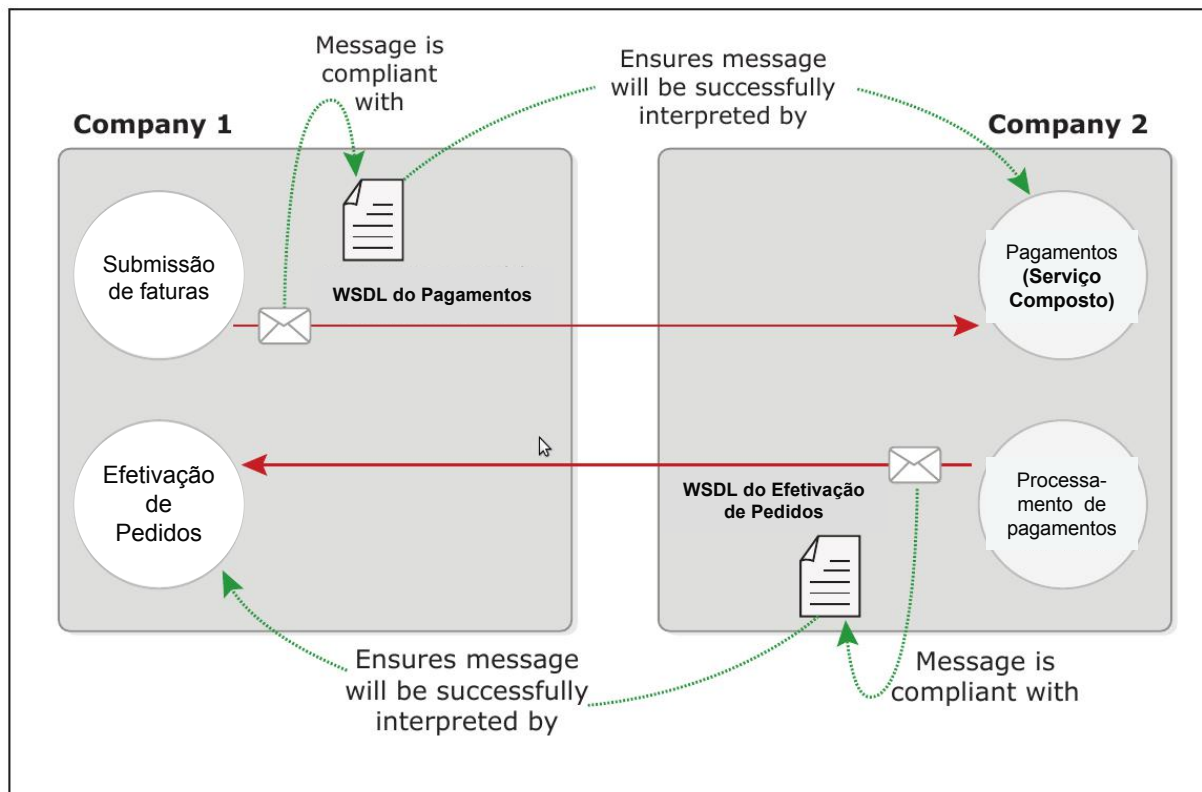 Message is
compliant
with
Ensures message
will be successfully
interpreted by
Company 1
Company 2
Submissão
de faturas
WSDL do Pagamentos
Pagamentos
(Serviço
Composto)
Efetivação
de
Pedidos
WSDL do Efetivação
de Pedidos
Processa-
mento de
pagamentos
Ensures message
will be successfully
interpreted by
Message is
compliant with